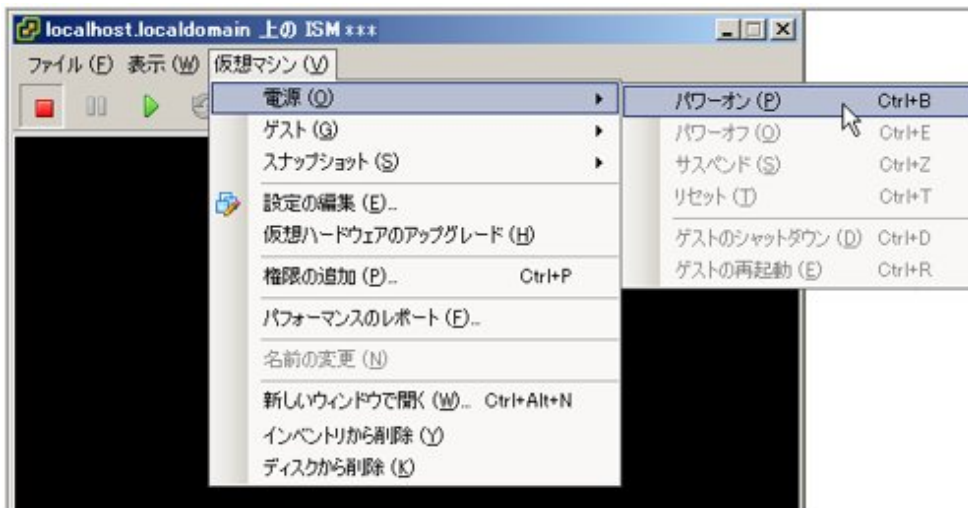 localhost.localdomain 上の ISM***
ファイル(F) 表示(W) 仮想マシン(V)
電源(O)
ゲスト(G)
スナップショット(S)
設定の編集(E)...
仮想ハードウェアのアップグレード(H)
権限の追加(P)... Ctrl+P
パフォーマンスのレポート(F)...
名前の変更(N)
新しいウィンドウで開く(W)... Ctrl+Alt+N
インベントリから削除(Y)
ディスクから削除(K)
パワーオン(P) Ctrl+B
パワーオフ(O) Ctrl+E
サスペンド(S) Ctrl+Z
リセット(T) Ctrl+T
ゲストのシャットダウン(D) Ctrl+D
ゲストの再起動(E) Ctrl+R